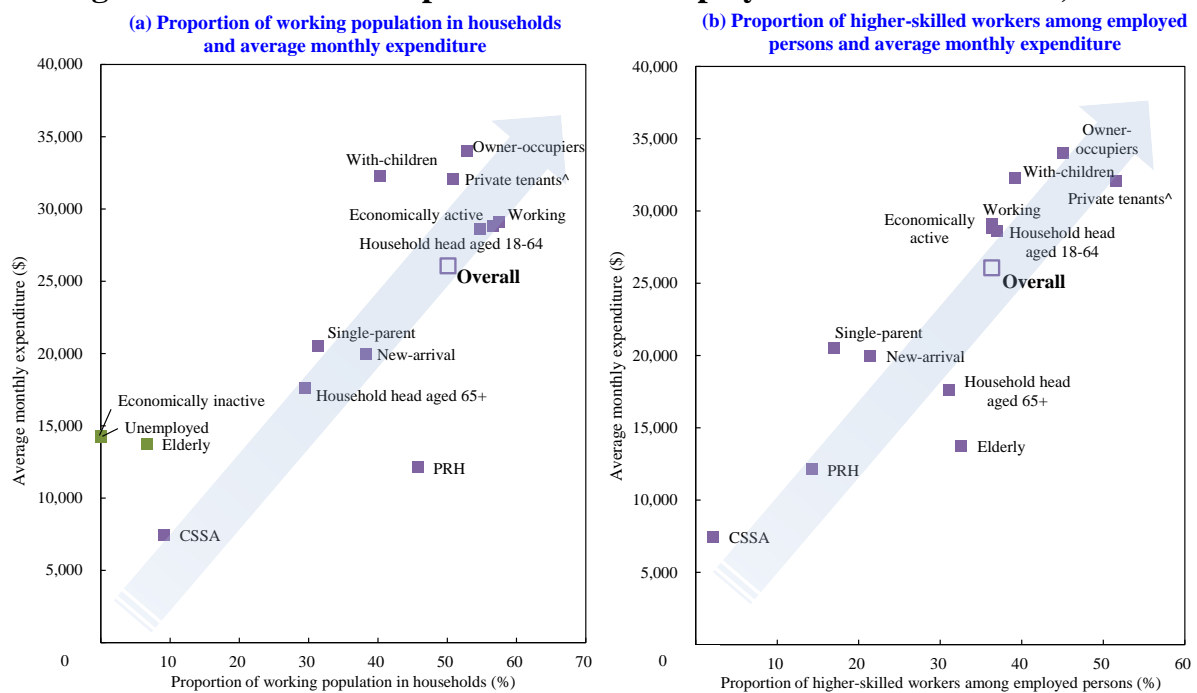 (a) Proportion of working population in households
and average monthly expenditure
40,000
35,000
30,000
25,000
20,000
15,000
10,000
5,000
0
Average monthly expenditure ($)
Owner-occupiers
With-children
Private tenants^
Economically active
Working
Household head aged 18-64
Overall
Single-parent
New-arrival
Household head aged 65+
Economically inactive
Unemployed
Elderly
PRH
CSSA
10 20 30 40 50 60 70
Proportion of working population in households (%)
(b) Proportion of higher-skilled workers among employed
persons and average monthly expenditure
40,000
35,000
30,000
25,000
20,000
15,000
10,000
5,000
0
Average monthly expenditure ($)
Owner-
occupiers
With-children
Private tenants^
Working
Economically
active
Household head
aged 18-64
Overall
Single-parent
New-arrival
Household head
aged 65+
Elderly
PRH
CSSA
10 20 30 40 50 60
Proportion of higher-skilled workers among employed persons (%)